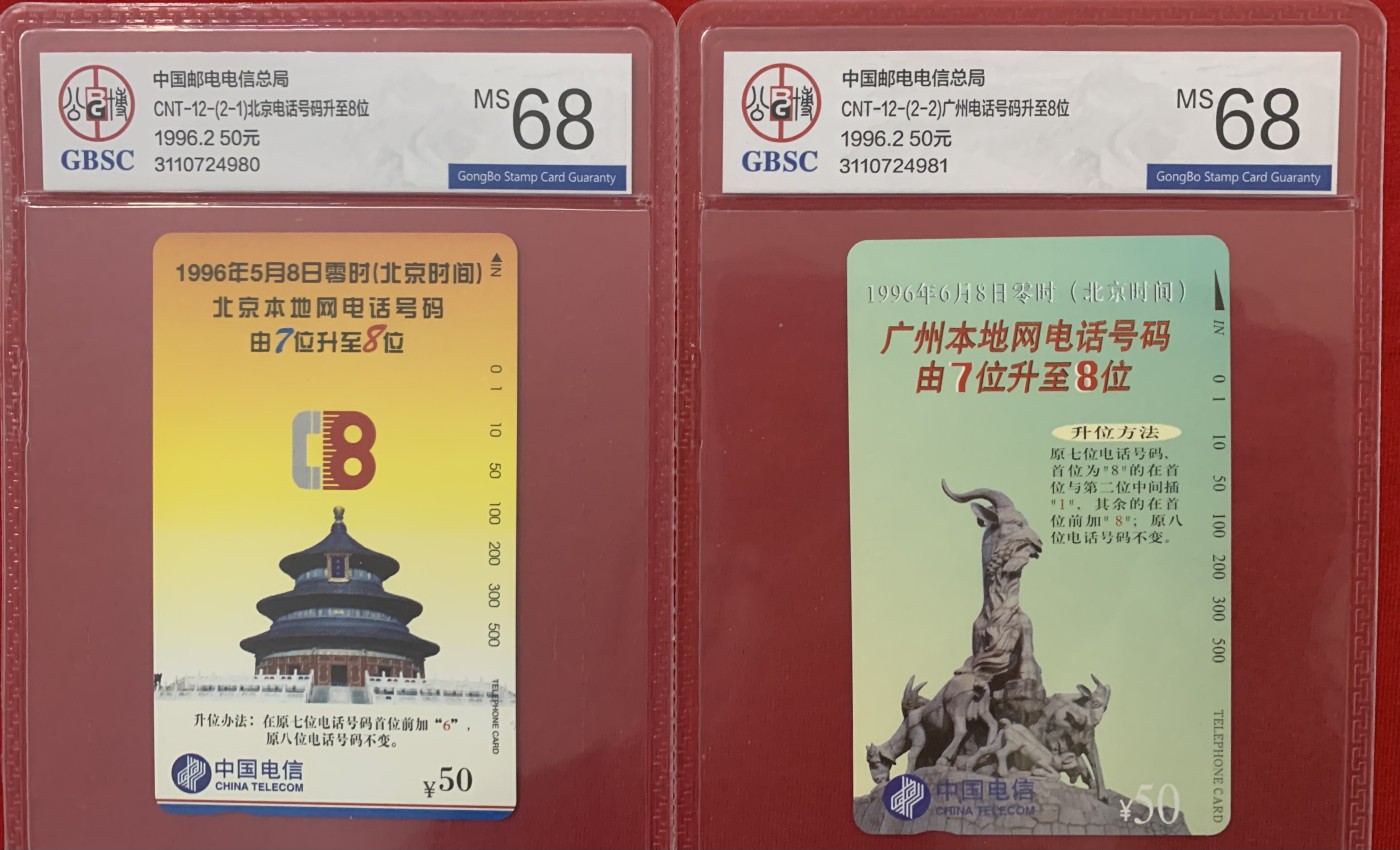 公博
BG
GBSC
中国邮电电信总局
CNT-12-(2-1)北京电话号码升至8位
1996.2 50元
3110724980
MS 68
GongBo Stamp Card Guaranty
1996年5月8日零时(北京时间)
北京本地网电话号码
由7位升至8位
IN
0 1 10 50 100 200 300 500
TELEPHONE CARD
升位办法：在原七位电话号码首位前加“6”，
原八位电话号码不变。
中国电信
CHINA TELECOM
¥50
公博
BG
GBSC
中国邮电电信总局
CNT-12-(2-2)广州电话号码升至8位
1996.2 50元
3110724981
MS 68
GongBo Stamp Card Guaranty
1996年6月8日零时（北京时间）
广州本地网电话号码
由7位升至8位
升位方法
原七位电话号码、
首位为"8"的在首
位与第二位中间插
"1"、其余的在首
位前加"8"；原八
位电话号码不变。
IN
0 1 10 50 100 200 300 500
TELEPHONE CARD
中国电信
CHINA TELECOM
¥50